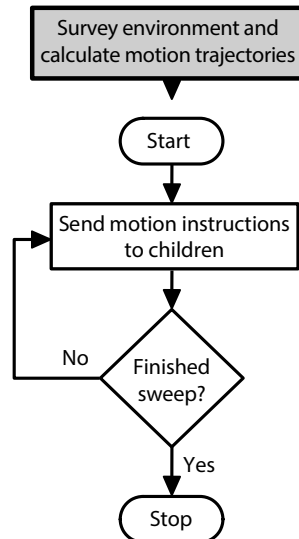 Survey environment and
calculate motion trajectories
Start
Send motion instructions
to children
No
Finished
sweep?
Yes
Stop